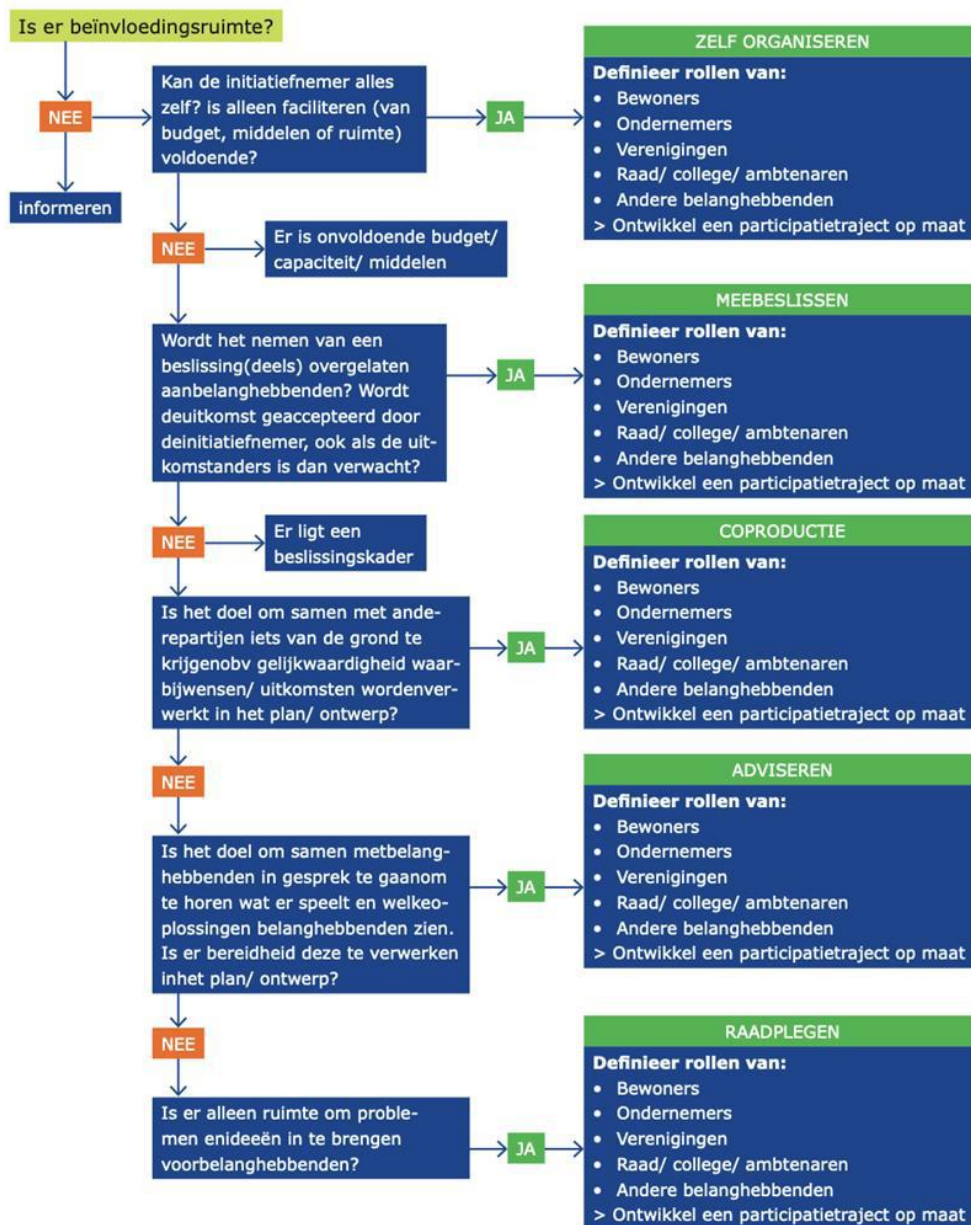 Is er beïnvloedingsruimte?
NEE
informeren
Kan de initiatiefnemer alles
zelf? is alleen faciliteren (van
budget, middelen of ruimte)
voldoende?
JA
ZELF ORGANISEREN
Definieer rollen van:
• Bewoners
• Ondernemers
• Verenigingen
• Raad/ college/ ambtenaren
• Andere belanghebbenden
> Ontwikkel een participatietraject op maat
NEE
Er is onvoldoende budget/
capaciteit/ middelen
Wordt het nemen van een
beslissing(deels) overgelaten
aanbelanghebbenden? Wordt
deuitkomst geaccepteerd door
deinitiatiefnemer, ook als de uit-
komstanders is dan verwacht?
JA
MEEBESLISSEN
Definieer rollen van:
• Bewoners
• Ondernemers
• Verenigingen
• Raad/ college/ ambtenaren
• Andere belanghebbenden
> Ontwikkel een participatietraject op maat
NEE
Er ligt een
beslissingskader
Is het doel om samen met ande-
repartijen iets van de grond te
krijgenobv gelijkwaardigheid waar-
bijwensen/ uitkomsten wordenver-
werkt in het plan/ ontwerp?
JA
COPRODUCTIE
Definieer rollen van:
• Bewoners
• Ondernemers
• Verenigingen
• Raad/ college/ ambtenaren
• Andere belanghebbenden
> Ontwikkel een participatietraject op maat
NEE
Is het doel om samen metbelang-
hebbenden in gesprek te gaanom
te horen wat er speelt en welkeo-
plossingen belanghebbenden zien.
Is er bereidheid deze te verwerken
inhet plan/ ontwerp?
JA
ADVISEREN
Definieer rollen van:
• Bewoners
• Ondernemers
• Verenigingen
• Raad/ college/ ambtenaren
• Andere belanghebbenden
> Ontwikkel een participatietraject op maat
NEE
Is er alleen ruimte om proble-
men enideeën in te brengen
voorbelanghebbenden?
JA
RAADPLEGEN
Definieer rollen van:
• Bewoners
• Ondernemers
• Verenigingen
• Raad/ college/ ambtenaren
• Andere belanghebbenden
> Ontwikkel een participatietraject op maat